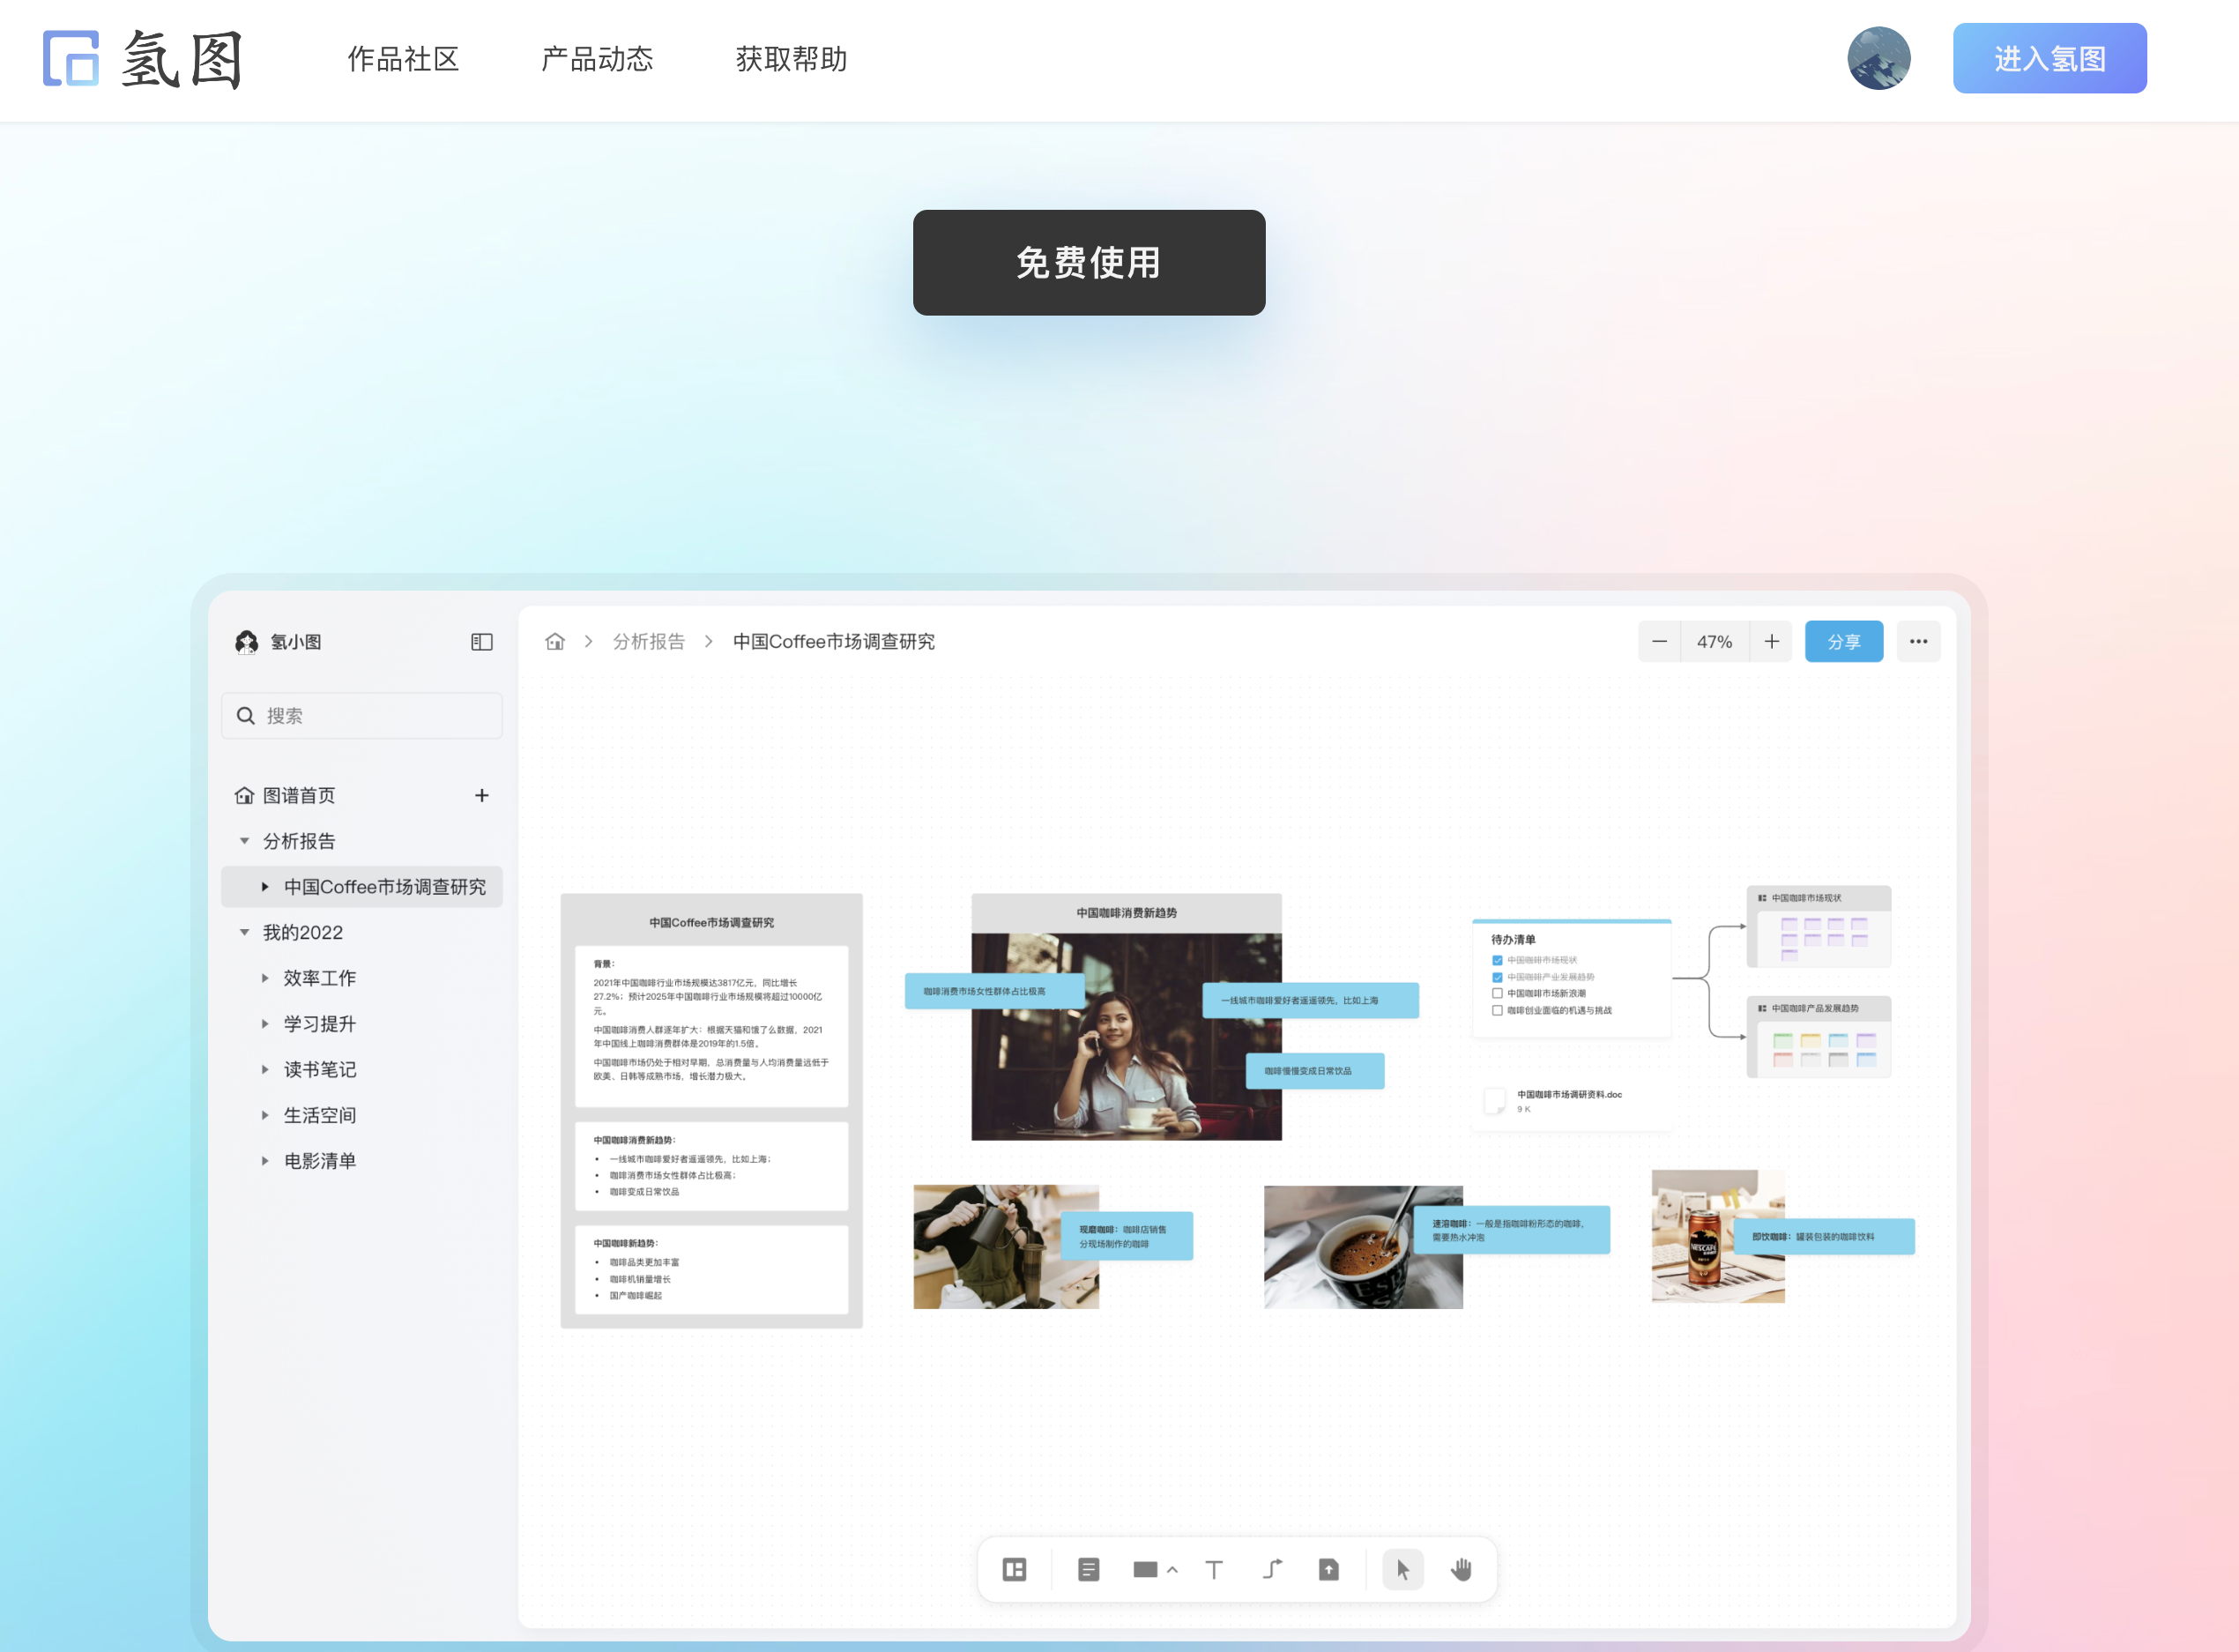 氢图
作品社区
产品动态
获取帮助
进入氢图
免费使用
氢小图
搜索
图谱首页
分析报告
中国Coffee市场调查研究
我的2022
效率工作
学习提升
读书笔记
生活空间
电影清单
分析报告
中国Coffee市场调查研究
47%
分享
中国Coffee市场调查研究
背景：
2021年中国咖啡行业市场规模达3817亿元，同比增长
27.2%；预计2025年中国咖啡行业市场规模将超过10000亿
元。
中国咖啡消费人群逐年扩大：根据天猫和饿了么数据，2021
年中国线上咖啡消费群体是2019年的1.5倍。
中国咖啡市场仍处于相对早期，总消费量与人均消费量远低于
欧美、日韩等成熟市场，增长潜力极大。
中国咖啡消费新趋势：
一线城市咖啡爱好者遥遥领先，比如上海；
咖啡消费市场女性群体占比极高；
咖啡变成日常饮品
中国咖啡新趋势：
咖啡品类更加丰富
咖啡机销量增长
国产咖啡崛起
中国咖啡消费新趋势
咖啡消费市场女性群体占比极高
一线城市咖啡爱好者遥遥领先，比如上海
咖啡慢慢变成日常饮品
待办清单
中国咖啡市场现状
中国咖啡产业发展趋势
中国咖啡市场新浪潮
咖啡创业面临的机遇与挑战
中国咖啡市场现状
中国咖啡产品发展趋势
中国咖啡市场调研资料.doc
9 K
现磨咖啡：咖啡店销售
分现场制作的咖啡
速溶咖啡：一般是指咖啡粉形态的咖啡，
需要热水冲泡
NESCAFÉ
即饮咖啡：罐装包装的咖啡饮料